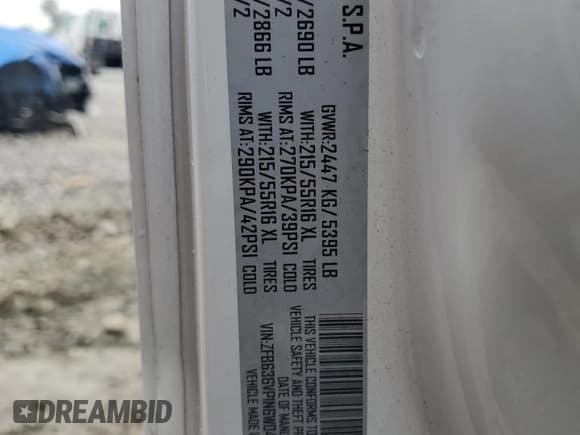 S.P.A.
GVWR:2447 KG/5395 LB
/2690 LB WITH:215/55R16 XL TIRES
/2 RIMS AT:270KPA/39PSI COLD
/2866 LB WITH:215/55R16 XL TIRES
/2 RIMS AT:290KPA/42PSI COLD
THIS VEHICLE CONFORMS TO
VEHICLE SAFETY AND THEFT
DATE OF
VEHICLE MADE
DREAMBID